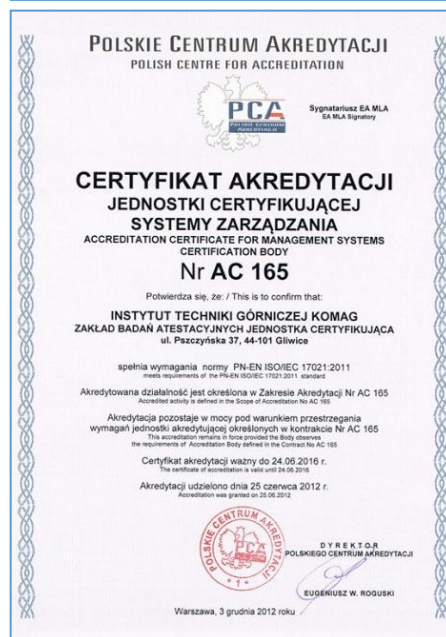 POLSKIE CENTRUM AKREDYTACJI
POLISH CENTRE FOR ACCREDITATION
PCA
POLSKIE CENTRUM
AKREDYTACJI
Sygnatariusz EA MLA
EA MLA Signatory
CERTYFIKAT AKREDYTACJI
JEDNOSTKI CERTYFIKUJĄCEJ
SYSTEMY ZARZĄDZANIA
ACCREDITATION CERTIFICATE FOR MANAGEMENT SYSTEMS
CERTIFICATION BODY
Nr AC 165
Potwierdza się, że: / This is to confirm that:
INSTYTUT TECHNIKI GÓRNICZEJ KOMAG
ZAKŁAD BADAŃ ATESTACYJNYCH JEDNOSTKA CERTYFIKUJĄCA
ul. Pszczyńska 37, 44-101 Gliwice
spełnia wymagania normy PN-EN ISO/IEC 17021:2011
meets requirements of the PN-EN ISO/IEC 17021:2011 standard
Akredytowana działalność jest określona w Zakresie Akredytacji Nr AC 165
Accredited activity is defined in the Scope of Accreditation No AC 165
Akredytacja pozostaje w mocy pod warunkiem przestrzegania
wymagań jednostki akredytującej określonych w kontrakcie Nr AC 165
This accreditation remains in force provided the Body observes
the requirements of Accreditation Body defined in the Contract No AC 165
Certyfikat akredytacji ważny do 24.06.2016 r.
The certificate of accreditation is valid until 24.06.2016
Akredytacji udzielono dnia 25 czerwca 2012 r.
Accreditation was granted on 25.06.2012
POLSKIE CENTRUM AKREDYTACJI
PCA
* 1 *
DYREKTOR
POLSKIEGO CENTRUM AKREDYTACJI
EUGENIUSZ W. ROGUSKI
Warszawa, 3 grudnia 2012 roku